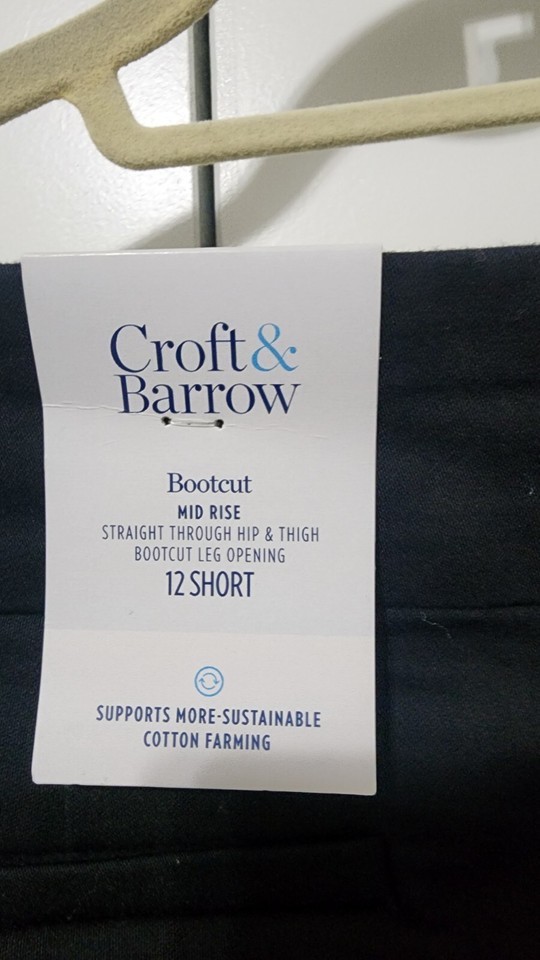 Croft&
Barrow
Bootcut
MID RISE
STRAIGHT THROUGH HIP & THIGH
BOOTCUT LEG OPENING
12 SHORT
SUPPORTS MORE-SUSTAINABLE
COTTON FARMING